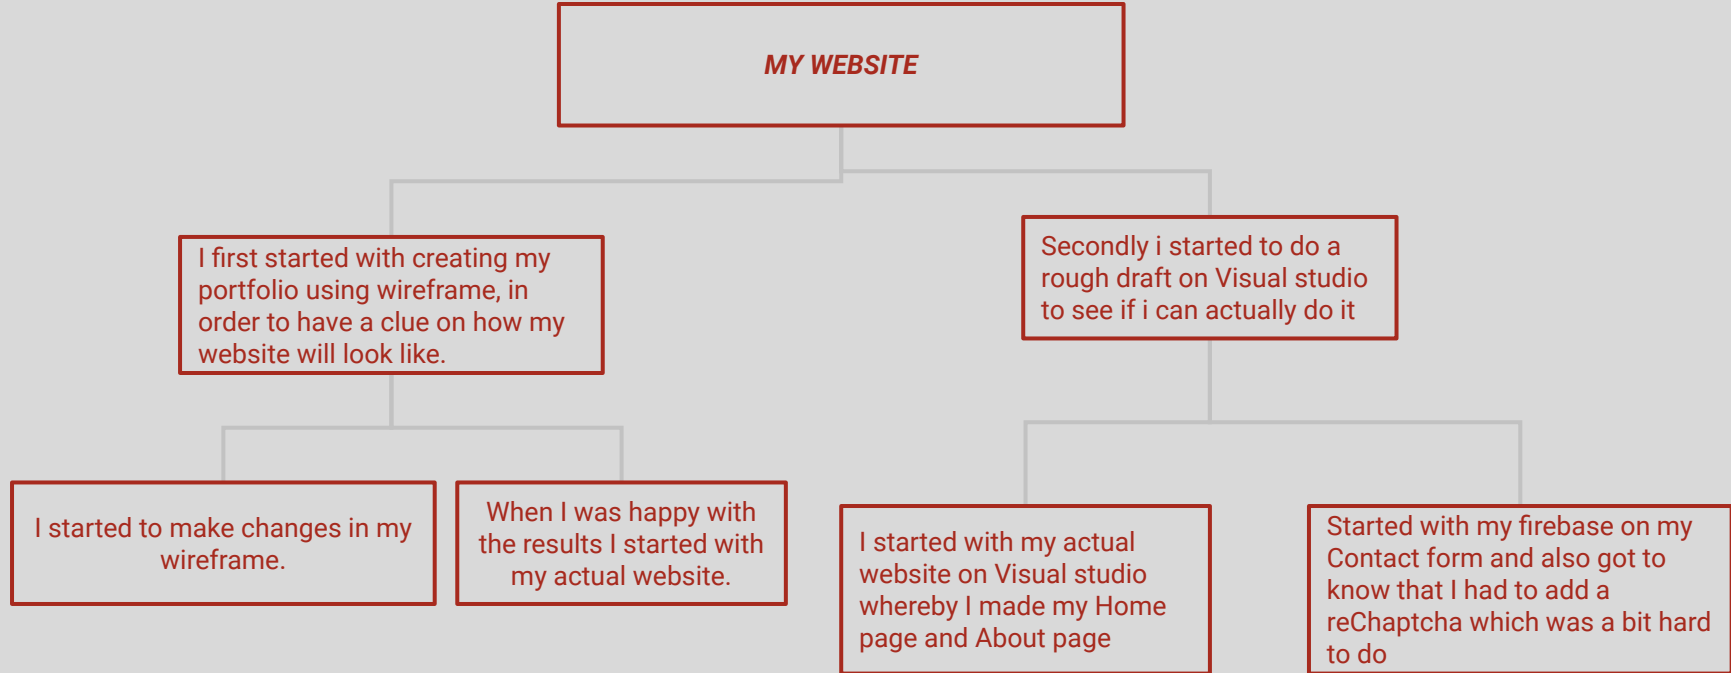 MY WEBSITE
I first started with creating my
portfolio using wireframe, in
order to have a clue on how my
website will look like.
Secondly i started to do a
rough draft on Visual studio
to see if i can actually do it
I started to make changes in my
wireframe.
When I was happy with
the results I started with
my actual website.
I started with my actual
website on Visual studio
whereby I made my Home
page and About page
Started with my firebase on my
Contact form and also got to
know that I had to add a
reChaptcha which was a bit hard
to do